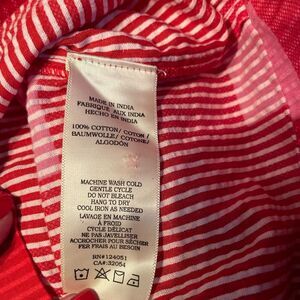 MADE IN INDIA
FABRIQUE AUX INDIA
HECHO EN INDIA
100% COTTON/ COTON /
BAUMWOLLE/ COTONE/
ALGODÓN
MACHINE WASH COLD
GENTLE CYCLE
DO NOT BLEACH
HANG TO DRY
COOL IRON AS NEEDED
LAVAGE EN MACHINE
À FROID
CYCLE DÉLICAT
NE PAS JAVELLISER
ACCROCHER POUR SÉCHER
FER FRAIS AU BESOIN
RN#124051
CA#:32054